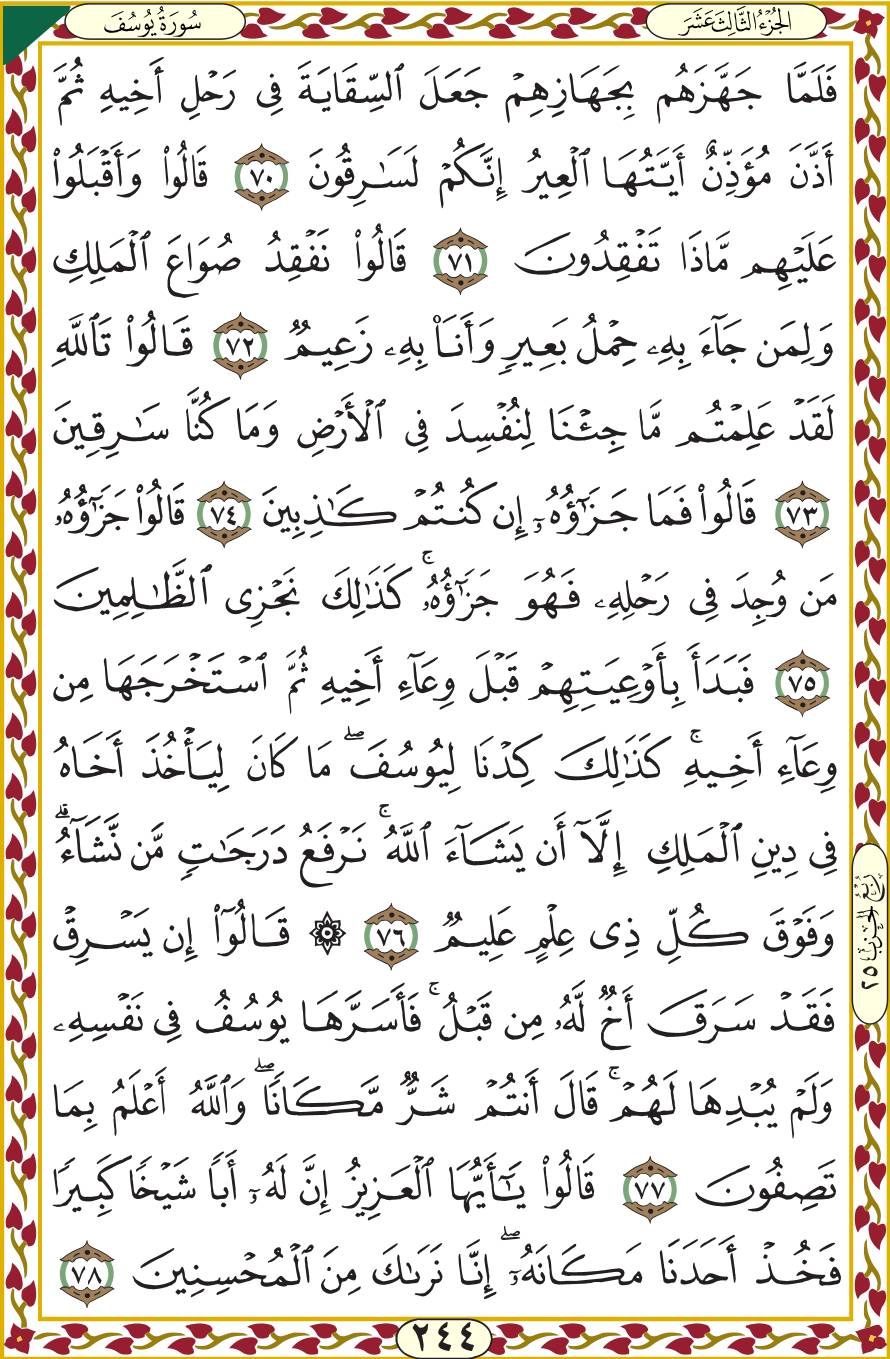 الجُزْءُ الثَّالِثَ عَشَرَ
سُورَةُ يُوسُفَ
فَلَمَّا جَهَّزَهُم بِجَهَازِهِمْ جَعَلَ ٱلسِّقَايَةَ فِى رَحْلِ أَخِيهِ ثُمَّ
أَذَّنَ مُؤَذِّنٌ أَيَّتُهَا ٱلْعِيرُ إِنَّكُمْ لَسَـٰرِقُونَ ٧٠ قَالُوا۟ وَأَقْبَلُوا۟
عَلَيْهِم مَّاذَا تَفْقِدُونَ ٧١ قَالُوا۟ نَفْقِدُ صُوَاعَ ٱلْمَلِكِ
وَلِمَن جَآءَ بِهِۦ حِمْلُ بَعِيرٍ وَأَنَا۠ بِهِۦ زَعِيمٌ ٧٢ قَالُوا۟ تَٱللَّهِ
لَقَدْ عَلِمْتُم مَّا جِئْنَا لِنُفْسِدَ فِى ٱلْأَرْضِ وَمَا كُنَّا سَـٰرِقِينَ
٧٣ قَالُوا۟ فَمَا جَزَٰٓؤُهُۥٓ إِن كُنتُمْ كَـٰذِبِينَ ٧٤ قَالُوا۟ جَزَٰٓؤُهُۥ
مَن وُجِدَ فِى رَحْلِهِۦ فَهُوَ جَزَٰٓؤُهُۥ ۚ كَذَٰلِكَ نَجْزِى ٱلظَّـٰلِمِينَ
٧٥ فَبَدَأَ بِأَوْعِيَتِهِمْ قَبْلَ وِعَآءِ أَخِيهِ ثُمَّ ٱسْتَخْرَجَهَا مِن
وِعَآءِ أَخِيهِ ۚ كَذَٰلِكَ كِدْنَا لِيُوسُفَ ۖ مَا كَانَ لِيَأْخُذَ أَخَاهُ
فِى دِينِ ٱلْمَلِكِ إِلَّآ أَن يَشَآءَ ٱللَّهُ ۚ نَرْفَعُ دَرَجَـٰتٍ مَّن نَّشَآءُ ۗ
وَفَوْقَ كُلِّ ذِى عِلْمٍ عَلِيمٌ ٧٦ ۞ قَالُوٓا۟ إِن يَسْرِقْ
فَقَدْ سَرَقَ أَخٌ لَّهُۥ مِن قَبْلُ ۚ فَأَسَرَّهَا يُوسُفُ فِى نَفْسِهِۦ
وَلَمْ يُبْدِهَا لَهُمْ ۚ قَالَ أَنتُمْ شَرٌّ مَّكَانًا ۖ وَٱللَّهُ أَعْلَمُ بِمَا
تَصِفُونَ ٧٧ قَالُوا۟ يَـٰٓأَيُّهَا ٱلْعَزِيزُ إِنَّ لَهُۥٓ أَبًا شَيْخًا كَبِيرًا
فَخُذْ أَحَدَنَا مَكَانَهُۥٓ ۖ إِنَّا نَرَىٰكَ مِنَ ٱلْمُحْسِنِينَ ٧٨
رُبْعُ الحِزْب ٢٥
٢٤٤